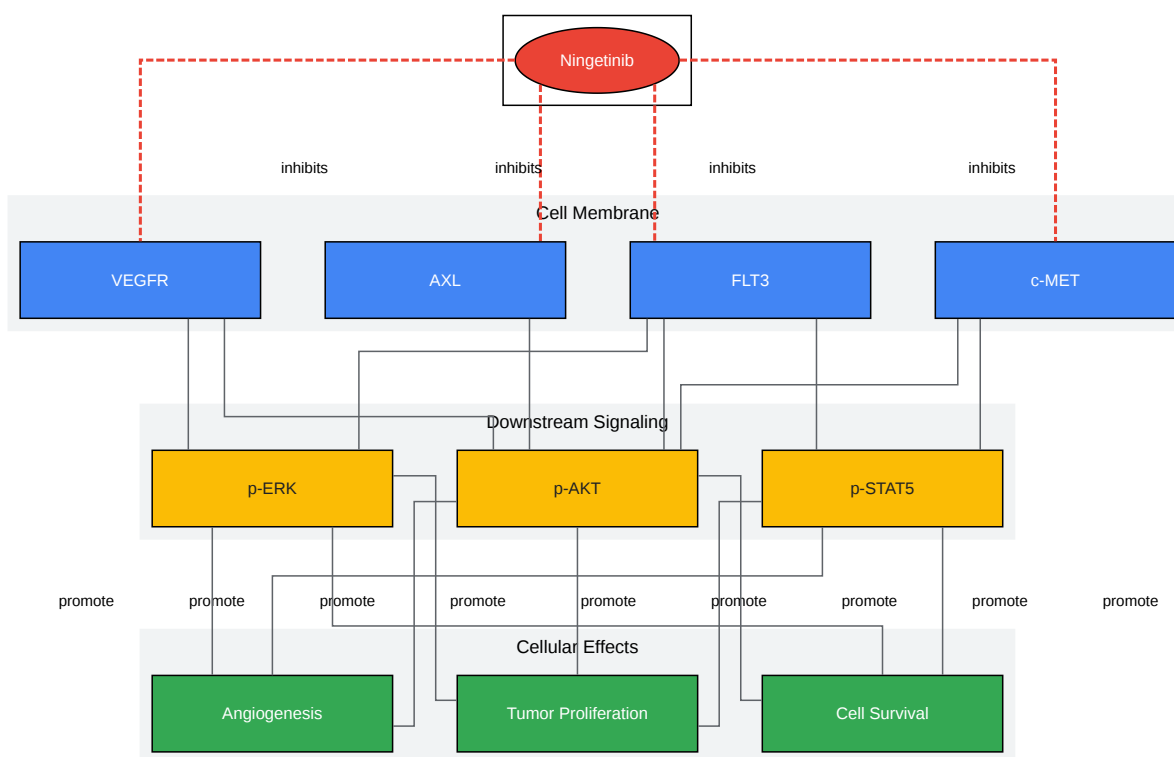 Ningetinib
inhibits inhibits inhibits inhibits
Cell Membrane
VEGFR AXL FLT3 c-MET
Downstream Signaling
p-ERK p-AKT p-STAT5
promote promote promote promote promote promote promote promote promote
Cellular Effects
Angiogenesis Tumor Proliferation Cell Survival